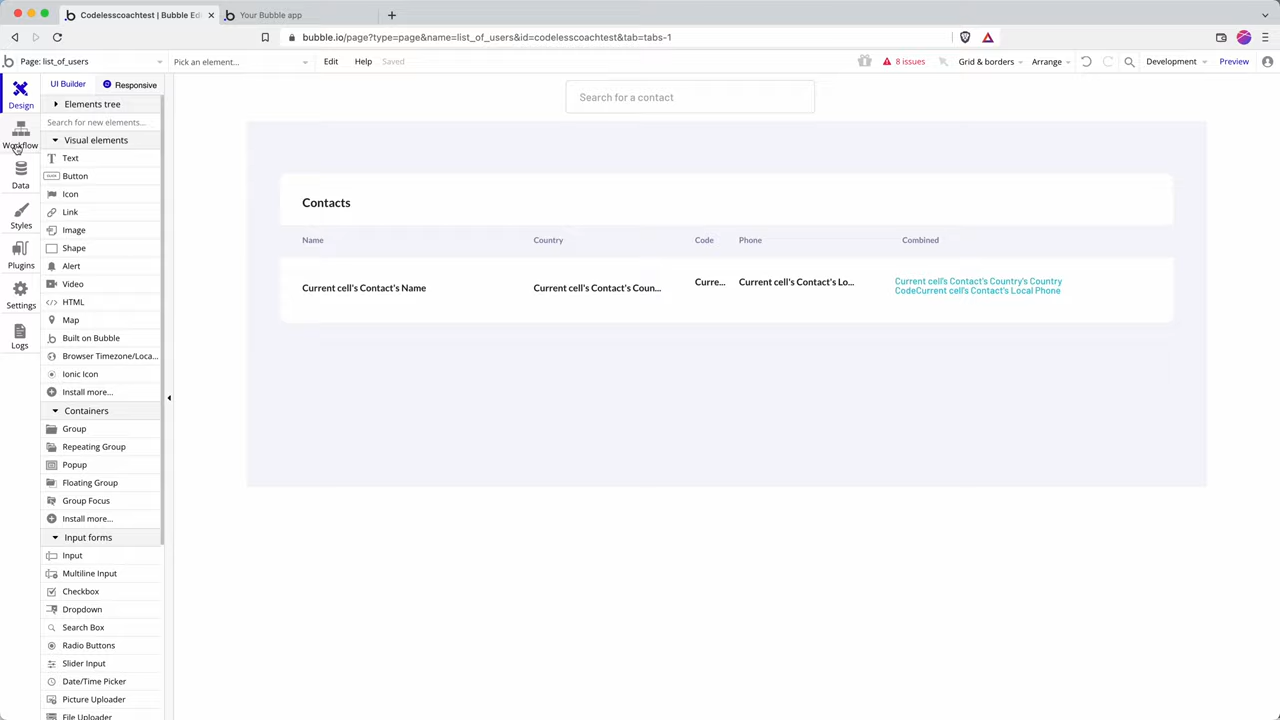 Codelesscoachtest | Bubble Ed
Your Bubble app
bubble.io/page?type=page&name=list_of_users&id=codelesscoachtest&tab=tabs-1
Page: list_of_users
Pick an element...
Edit
Help
Saved
8 issues
Grid & borders
Arrange
Development
Preview
Design
Workflow
Data
Styles
Plugins
Settings
Logs
UI Builder
Responsive
Elements tree
Search for new elements...
Visual elements
Text
Button
Icon
Link
Image
Shape
Alert
Video
HTML
Map
Built on Bubble
Browser Timezone/Loca...
Ionic Icon
Install more...
Containers
Group
Repeating Group
Popup
Floating Group
Group Focus
Install more...
Input forms
Input
Multiline Input
Checkbox
Dropdown
Search Box
Radio Buttons
Slider Input
Date/Time Picker
Picture Uploader
File Uploader
Search for a contact
Contacts
Name Country Code Phone Combined
Current cell's Contact's Name
Current cell's Contact's Coun...
Curre...
Current cell's Contact's Lo...
Current cell's Contact's Country's Country
CodeCurrent cell's Contact's Local Phone